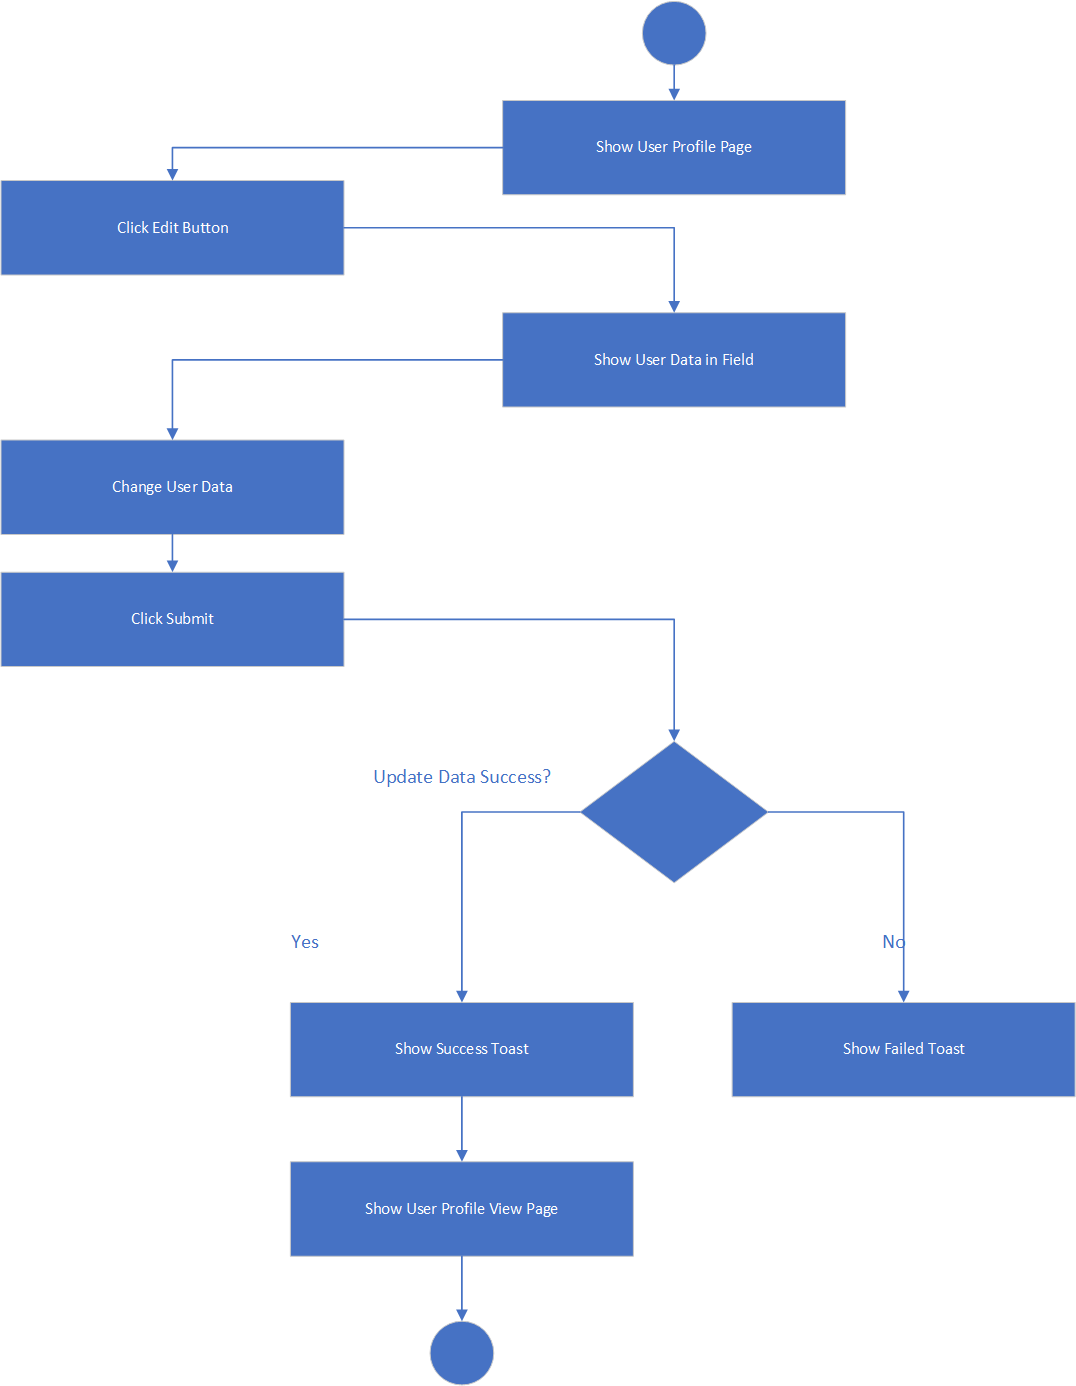 Show User Profile Page
Click Edit Button
Show User Data in Field
Change User Data
Click Submit
Update Data Success?
Yes
No
Show Success Toast
Show Failed Toast
Show User Profile View Page